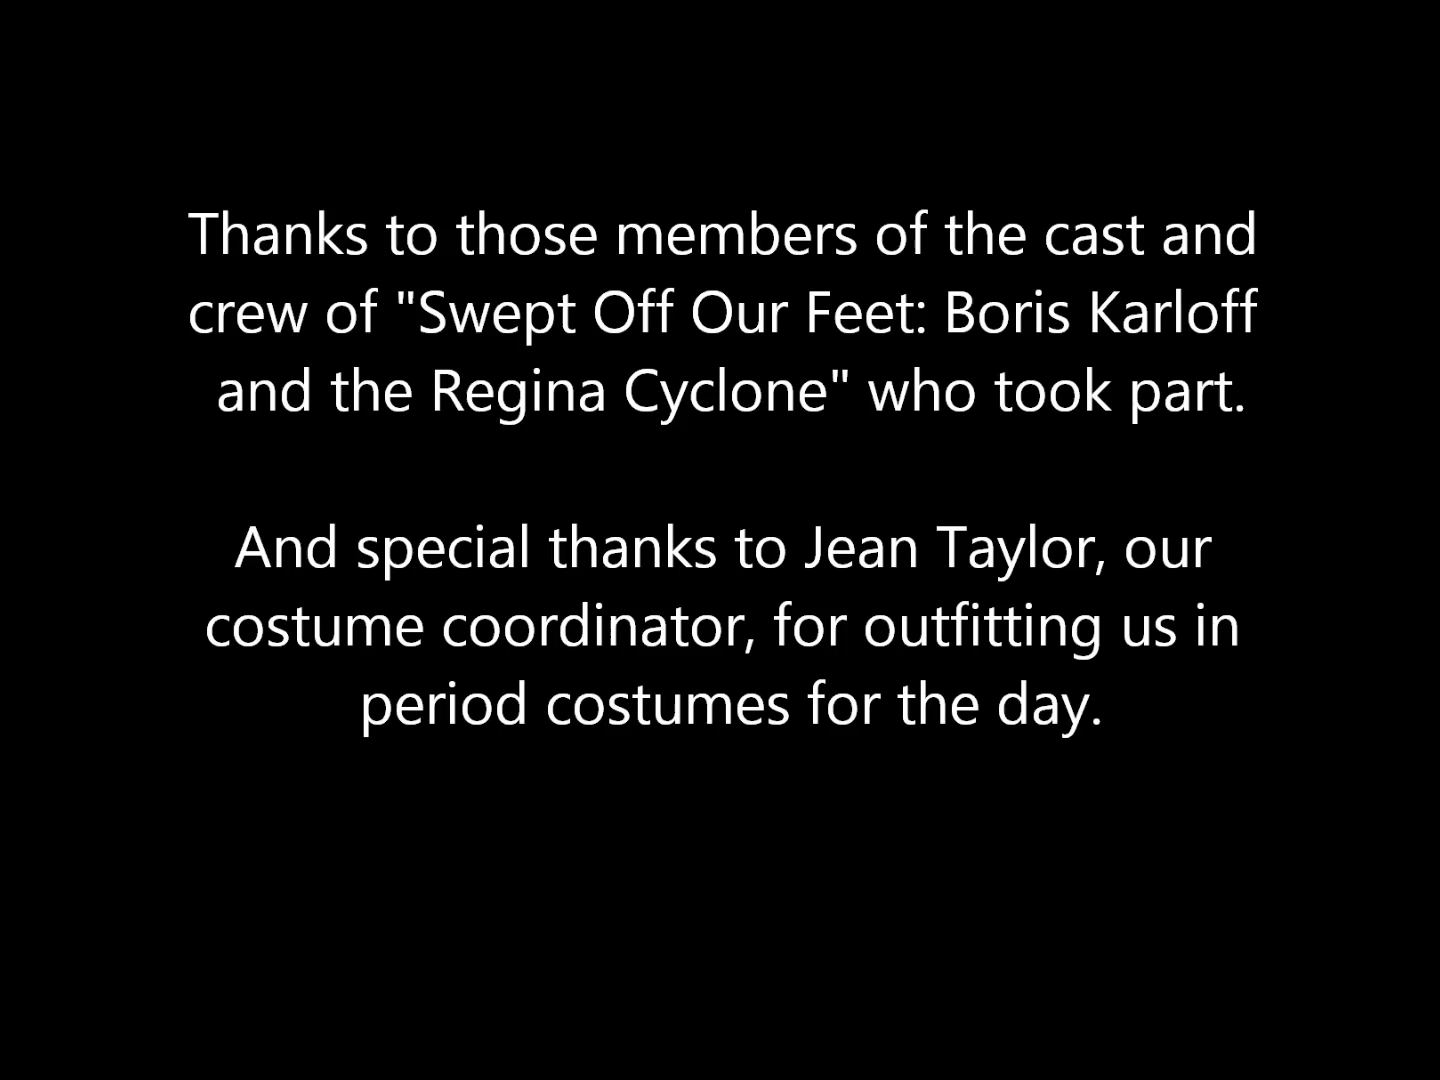 Thanks to those members of the cast and
crew of "Swept Off Our Feet: Boris Karloff
and the Regina Cyclone" who took part.
And special thanks to Jean Taylor, our
costume coordinator, for outfitting us in
period costumes for the day.